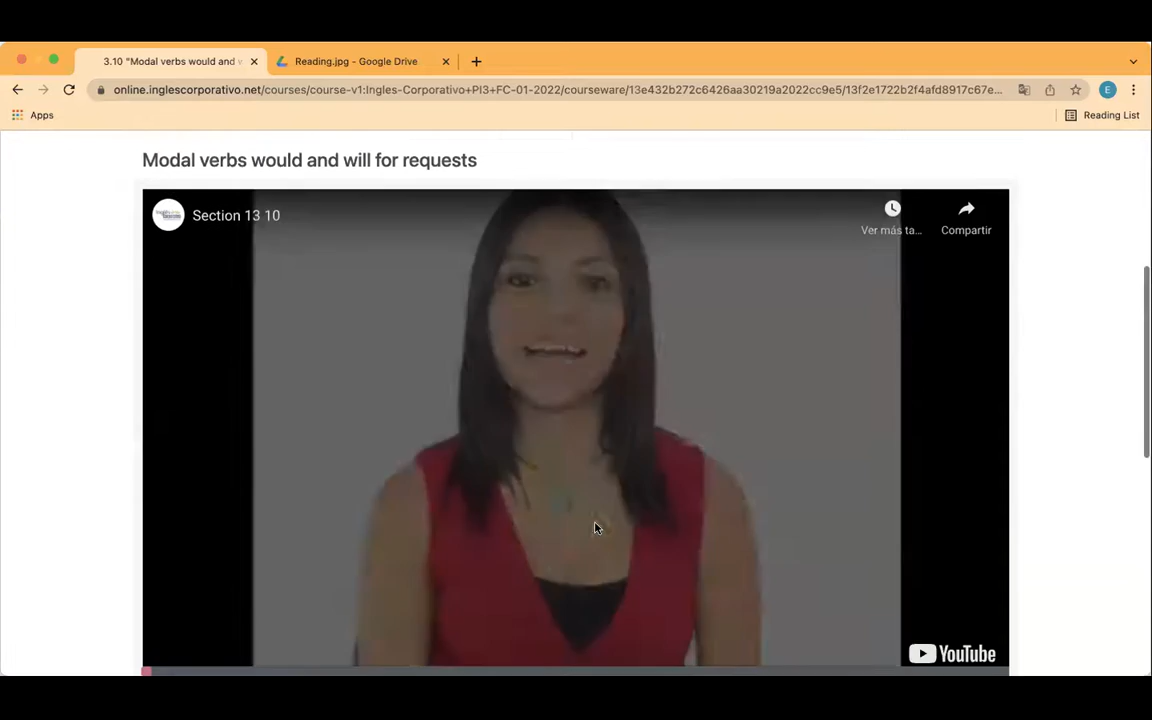 3.10 "Modal verbs would and w
Reading.jpg - Google Drive
online.inglescorporativo.net/courses/course-v1:Ingles-Corporativo+PI3+FC-01-2022/courseware/13e432b272c6426aa30219a2022cc9e5/13f2e1722b2f4afd8917c67e...
E
Apps
Reading List
Modal verbs would and will for requests
Section 13 10
Ver más ta...
Compartir
YouTube